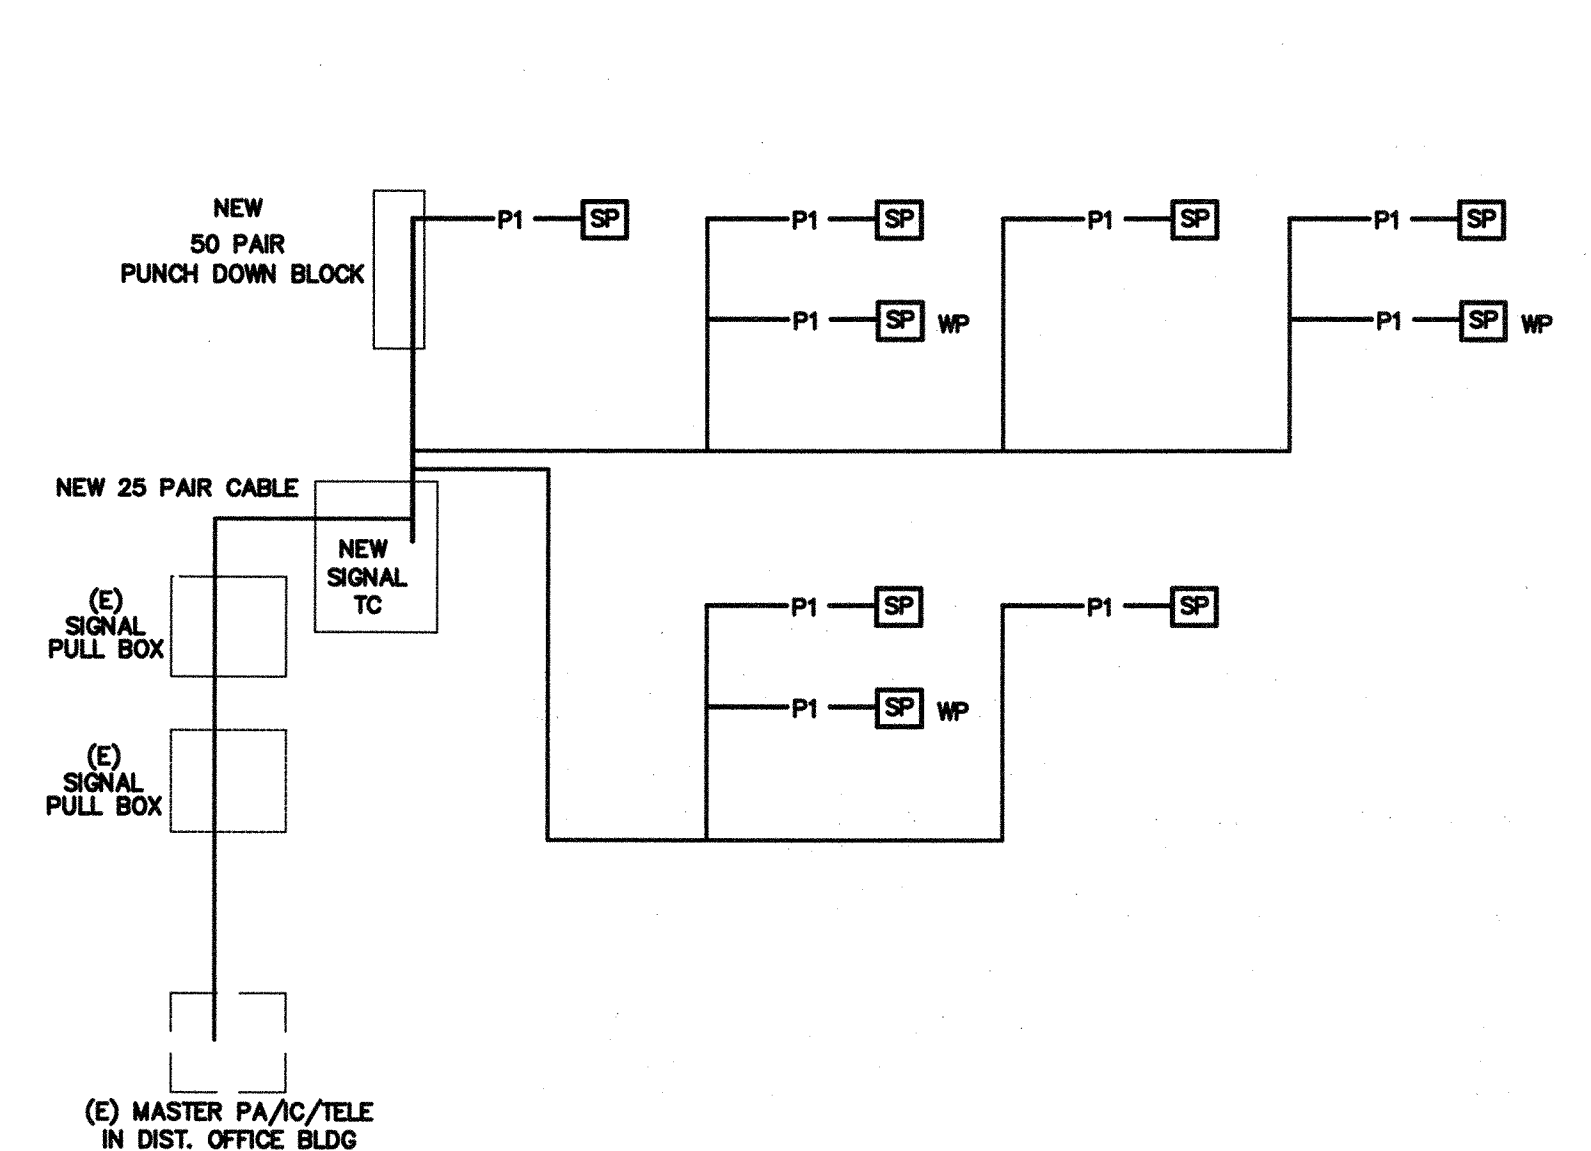 NEW
50 PAIR
PUNCH DOWN BLOCK
P1 SP
P1 SP
P1 SP
P1 SP
P1 SP WP
P1 SP WP
NEW 25 PAIR CABLE
NEW
SIGNAL
TC
(E)
SIGNAL
PULL BOX
P1 SP
P1 SP
P1 SP WP
(E)
SIGNAL
PULL BOX
(E) MASTER PA/IC/TELE
IN DIST. OFFICE BLDG